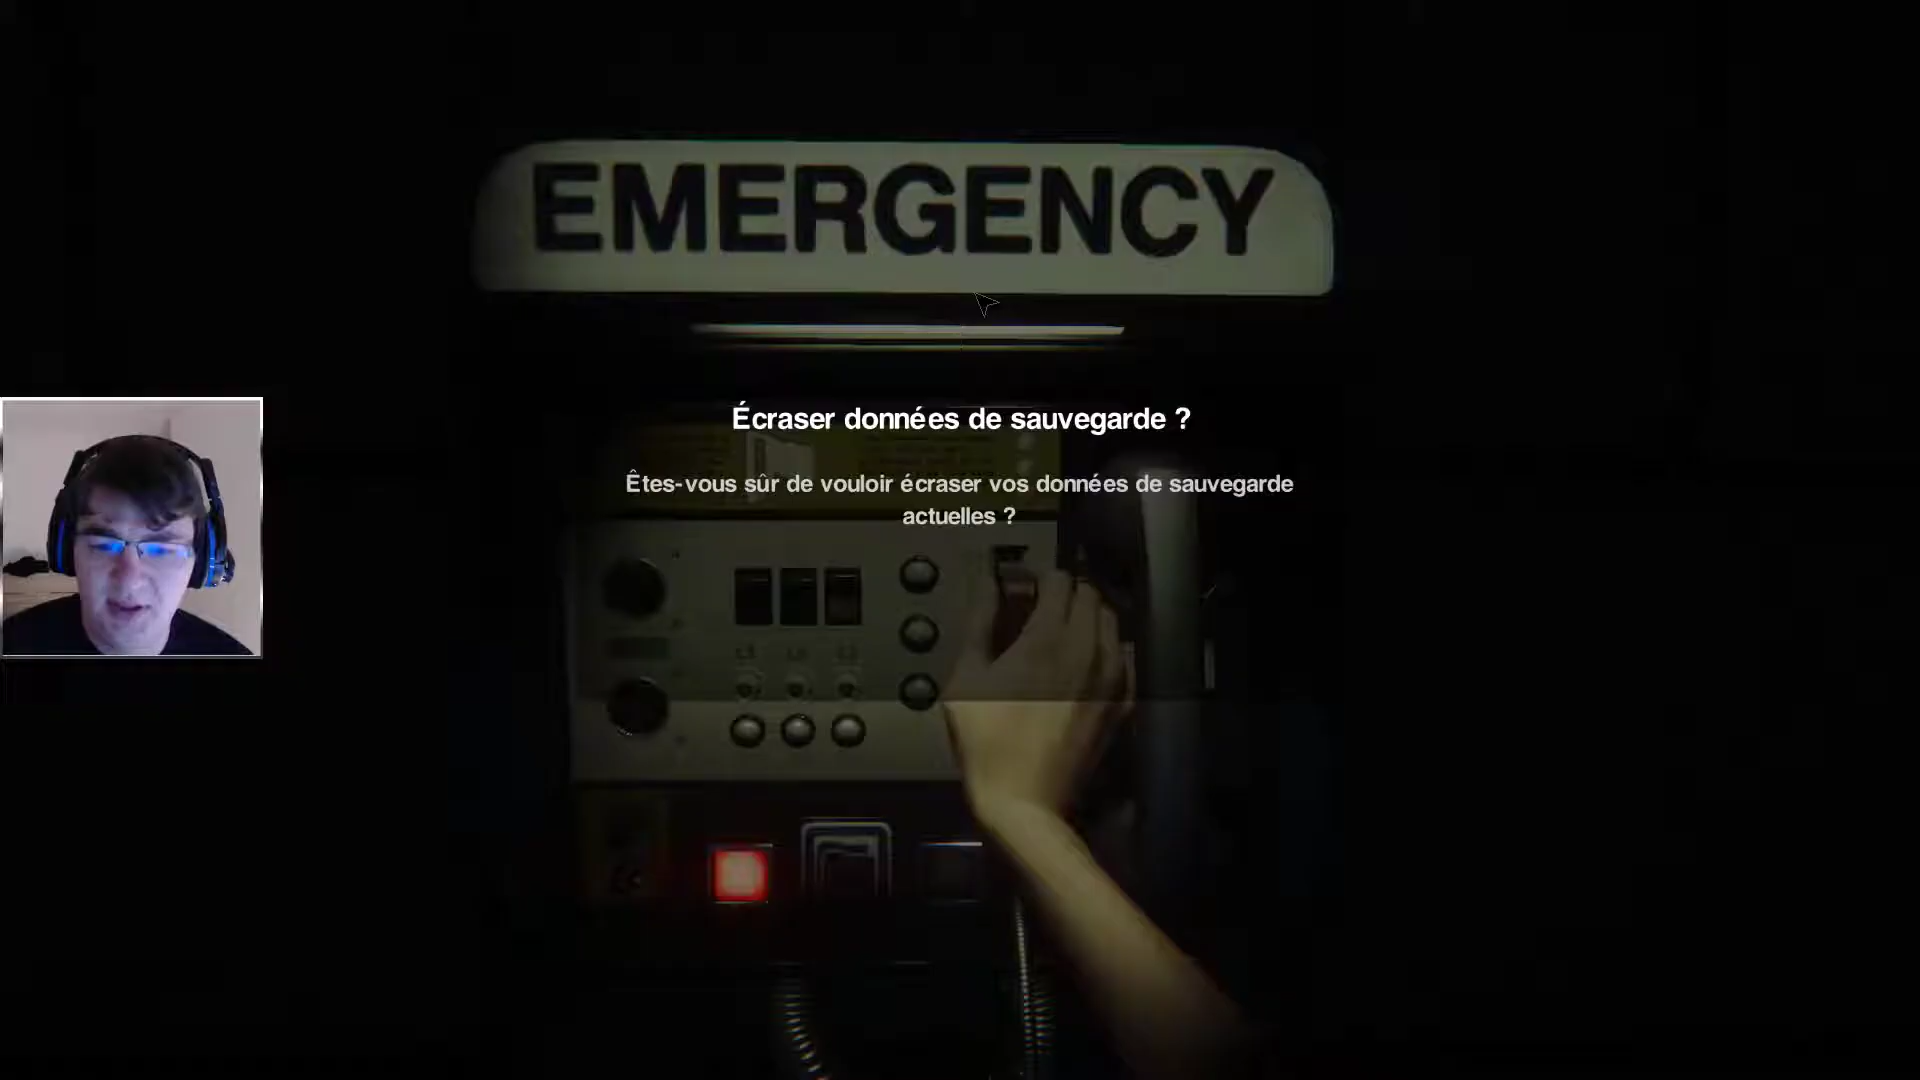 EMERGENCY
Écraser données de sauvegarde ?
Êtes-vous sûr de vouloir écraser vos données de sauvegarde
actuelles ?